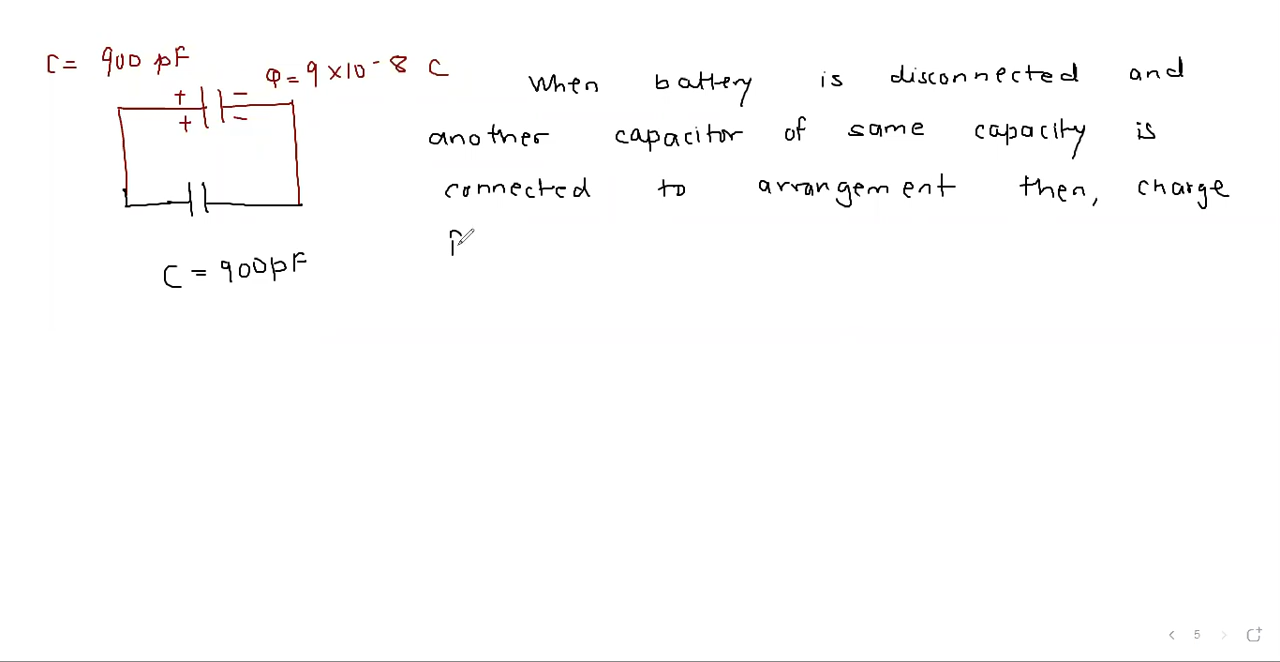 C= 900 pF
Q= 9 x10⁻⁸ C
+ -
+ -
C = 900pF
When battery is disconnected and
another capacitor of same capacity is
connected to arrangement then, charge
5